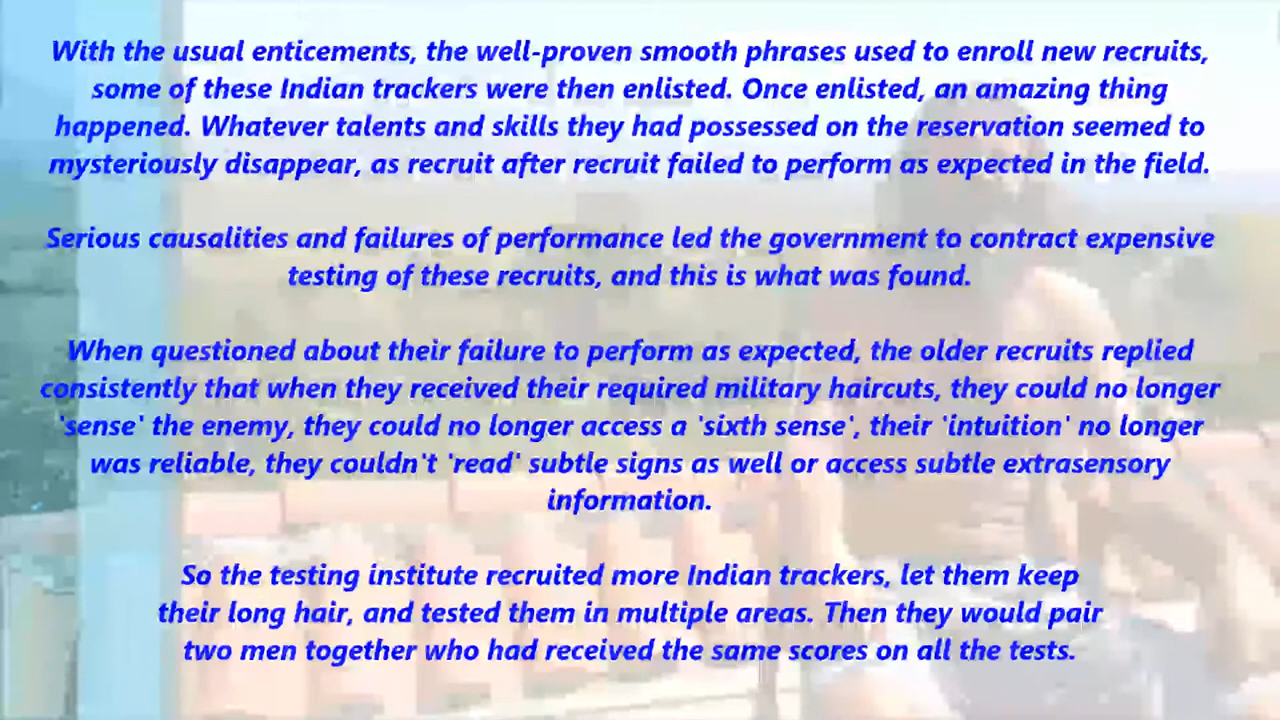 With the usual enticements, the well-proven smooth phrases used to enroll new recruits,
some of these Indian trackers were then enlisted. Once enlisted, an amazing thing
happened. Whatever talents and skills they had possessed on the reservation seemed to
mysteriously disappear, as recruit after recruit failed to perform as expected in the field.
Serious causalities and failures of performance led the government to contract expensive
testing of these recruits, and this is what was found.
When questioned about their failure to perform as expected, the older recruits replied
consistently that when they received their required military haircuts, they could no longer
'sense' the enemy, they could no longer access a 'sixth sense', their 'intuition' no longer
was reliable, they couldn't 'read' subtle signs as well or access subtle extrasensory
information.
So the testing institute recruited more Indian trackers, let them keep
their long hair, and tested them in multiple areas. Then they would pair
two men together who had received the same scores on all the tests.